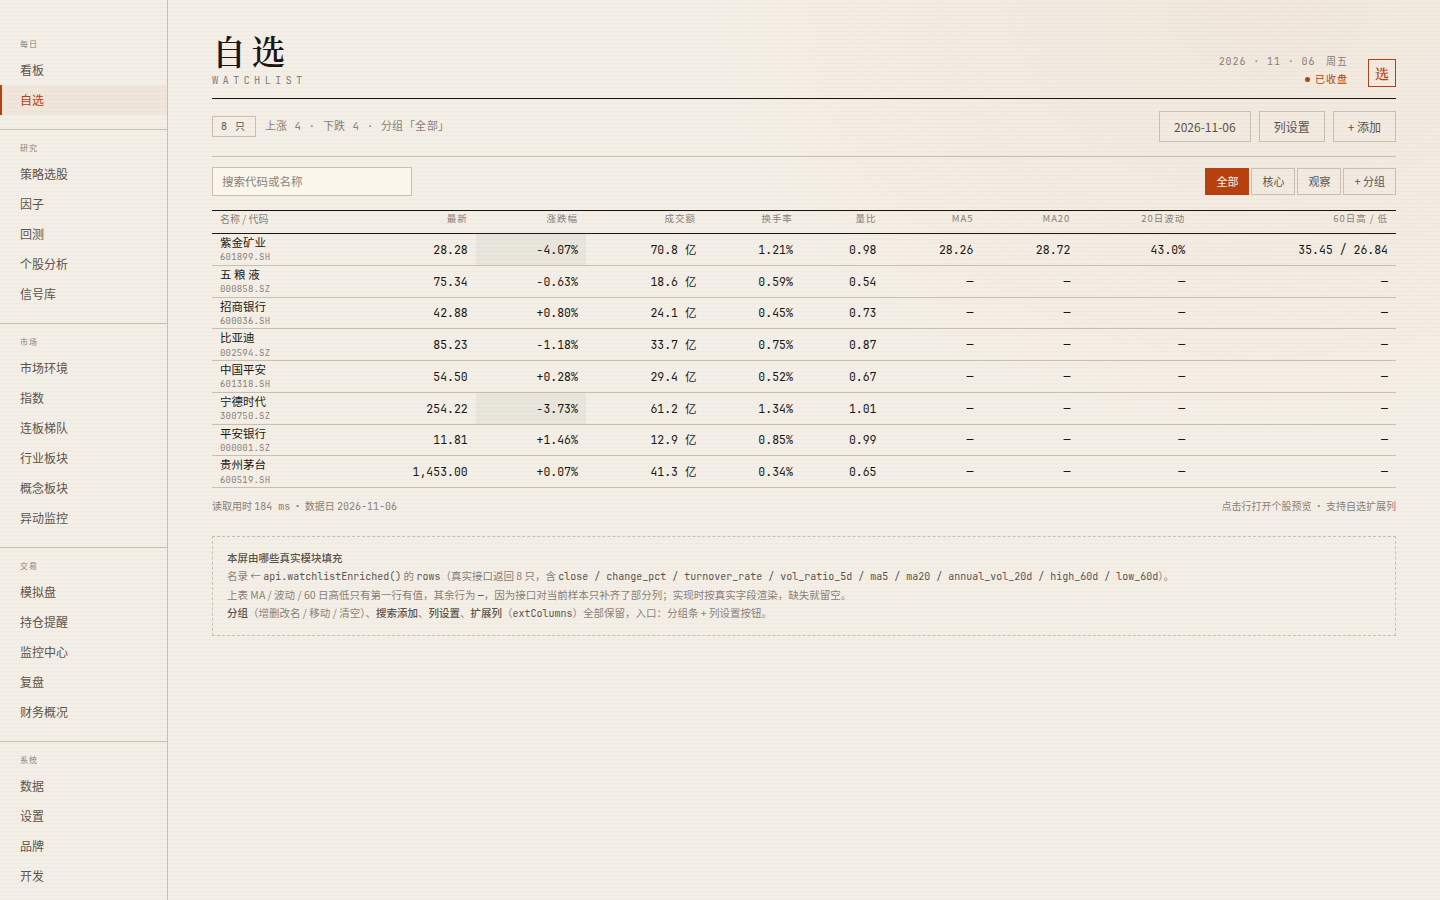 每日
看板
自选
研究
策略选股
因子
回测
个股分析
信号库
市场
市场环境
指数
连板梯队
行业板块
概念板块
异动监控
交易
模拟盘
持仓提醒
监控中心
复盘
财务概况
系统
数据
设置
品牌
开发
自选
WATCHLIST
2026 · 11 · 06 周五
已收盘
选
8 只 上涨 4 · 下跌 4 · 分组「全部」
2026-11-06 列设置 + 添加
搜索代码或名称
全部 核心 观察 + 分组
名称 / 代码 最新 涨跌幅 成交额 换手率 量比 MA5 MA20 20日波动 60日高 / 低
紫金矿业
601899.SH
28.28 -4.07% 70.8 亿 1.21% 0.98 28.26 28.72 43.0% 35.45 / 26.84
五 粮 液
000858.SZ
75.34 -0.63% 18.6 亿 0.59% 0.54 — — — —
招商银行
600036.SH
42.88 +0.80% 24.1 亿 0.45% 0.73 — — — —
比亚迪
002594.SZ
85.23 -1.18% 33.7 亿 0.75% 0.87 — — — —
中国平安
601318.SH
54.50 +0.28% 29.4 亿 0.52% 0.67 — — — —
宁德时代
300750.SZ
254.22 -3.73% 61.2 亿 1.34% 1.01 — — — —
平安银行
000001.SZ
11.81 +1.46% 12.9 亿 0.85% 0.99 — — — —
贵州茅台
600519.SH
1,453.00 +0.07% 41.3 亿 0.34% 0.65 — — — —
读取用时 184 ms · 数据日 2026-11-06
点击行打开个股预览 · 支持自选扩展列
本屏由哪些真实模块填充
名录 ← api.watchlistEnriched() 的 rows（真实接口返回 8 只，含 close / change_pct / turnover_rate / vol_ratio_5d / ma5 / ma20 / annual_vol_20d / high_60d / low_60d）。
上表 MA / 波动 / 60 日高低只有第一行有值，其余行为 —，因为接口对当前样本只补齐了部分列；实现时按真实字段渲染，缺失就留空。
分组（增删改名 / 移动 / 清空）、搜索添加、列设置、扩展列（extColumns）全部保留，入口：分组条 + 列设置按钮。